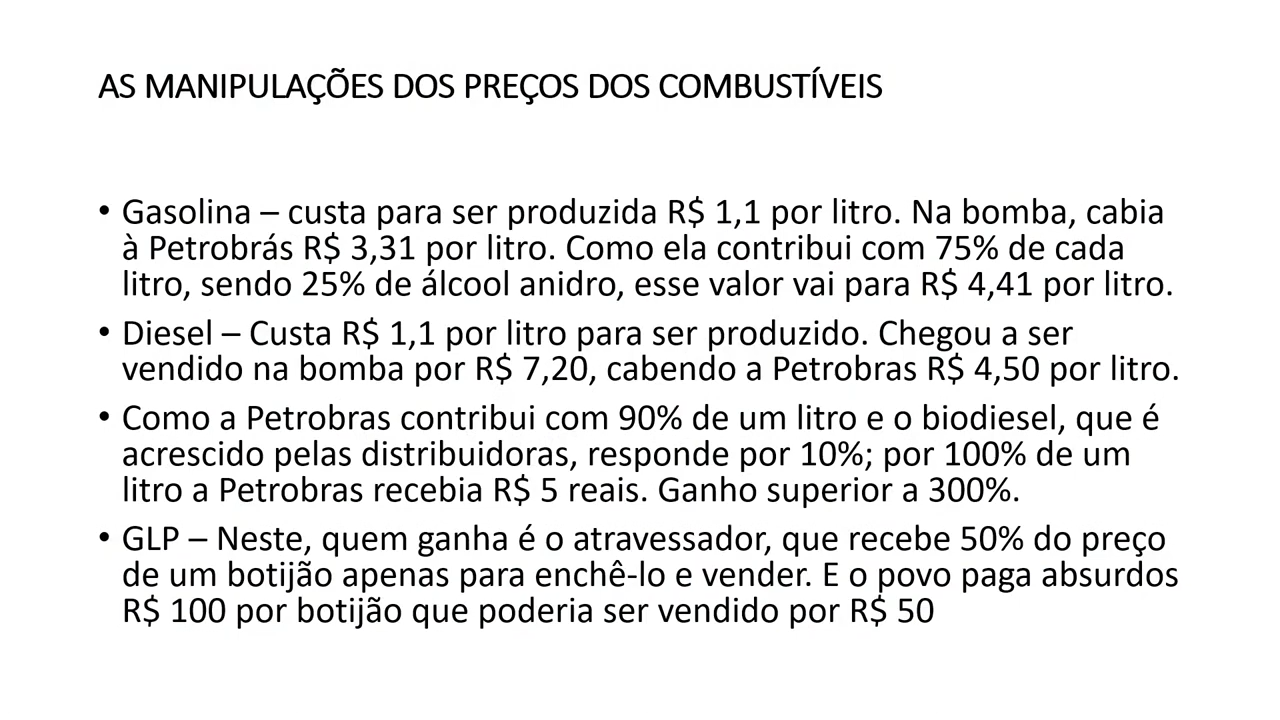 AS MANIPULAÇÕES DOS PREÇOS DOS COMBUSTÍVEIS
• Gasolina – custa para ser produzida R$ 1,1 por litro. Na bomba, cabia
à Petrobrás R$ 3,31 por litro. Como ela contribui com 75% de cada
litro, sendo 25% de álcool anidro, esse valor vai para R$ 4,41 por litro.
• Diesel – Custa R$ 1,1 por litro para ser produzido. Chegou a ser
vendido na bomba por R$ 7,20, cabendo a Petrobras R$ 4,50 por litro.
• Como a Petrobras contribui com 90% de um litro e o biodiesel, que é
acrescido pelas distribuidoras, responde por 10%; por 100% de um
litro a Petrobras recebia R$ 5 reais. Ganho superior a 300%.
• GLP – Neste, quem ganha é o atravessador, que recebe 50% do preço
de um botijão apenas para enchê-lo e vender. E o povo paga absurdos
R$ 100 por botijão que poderia ser vendido por R$ 50